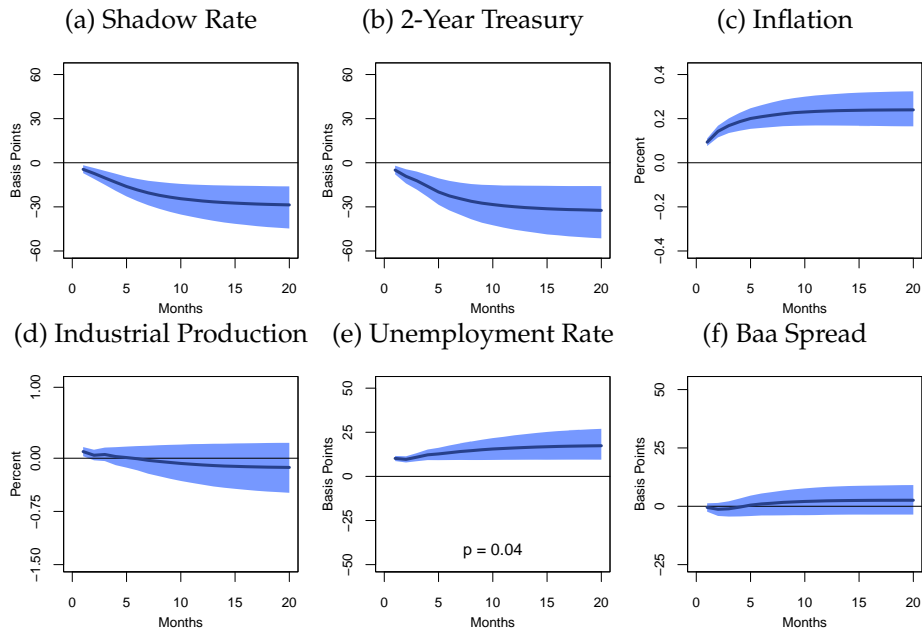 (a) Shadow Rate
60
30
0
−30
−60
Basis Points
0 5 10 15 20
Months
(b) 2-Year Treasury
60
30
0
−30
−60
Basis Points
0 5 10 15 20
Months
(c) Inflation
0.4
0.2
0.0
−0.2
−0.4
Percent
0 5 10 15 20
Months
(d) Industrial Production
1.00
0.00
−0.75
−1.50
Percent
0 5 10 15 20
Months
(e) Unemployment Rate
50
25
0
−25
−50
Basis Points
p = 0.04
0 5 10 15 20
Months
(f) Baa Spread
50
25
0
−25
Basis Points
0 5 10 15 20
Months